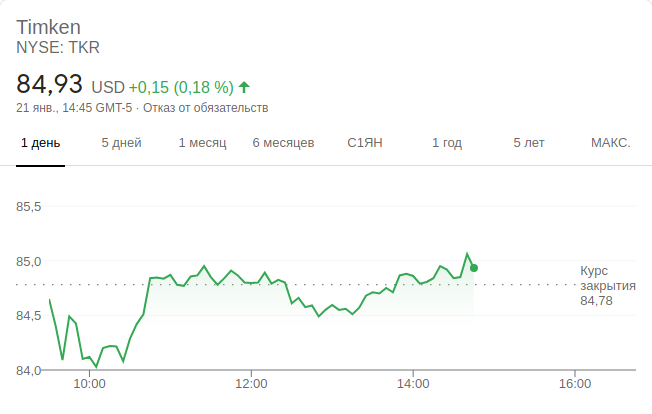 Timken
NYSE: TKR
84,93 USD +0,15 (0,18 %)
21 янв., 14:45 GMT-5 · Отказ от обязательств
1 день 5 дней 1 месяц 6 месяцев С1ЯН 1 год 5 лет МАКС.
85,5
85,0
Курс
закрытия
84,78
84,5
84,0
10:00 12:00 14:00 16:00